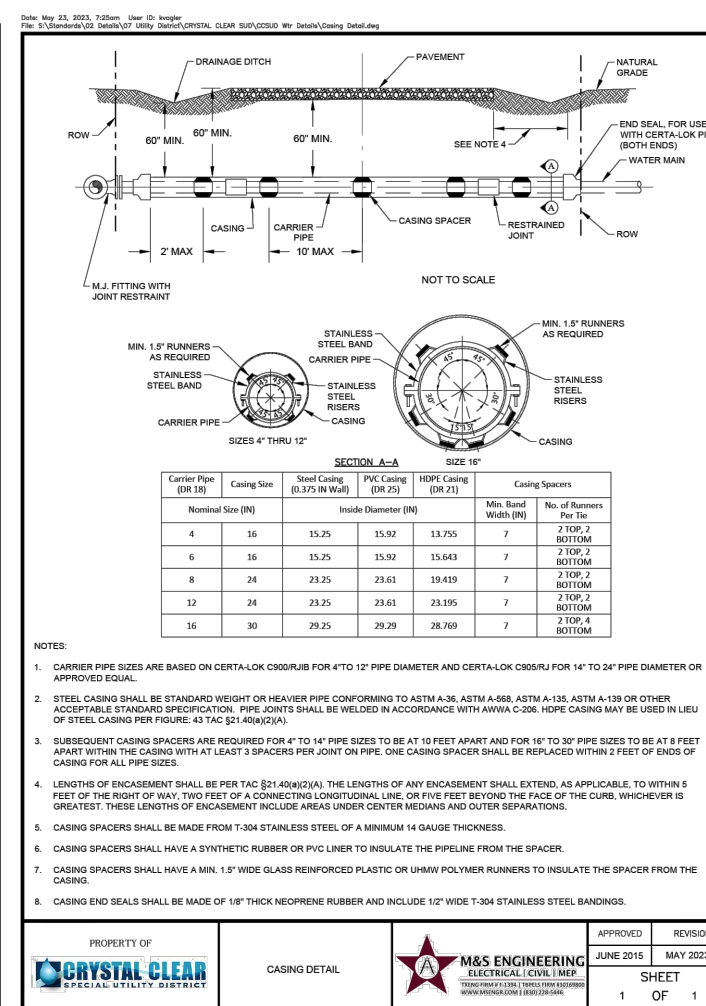 Date: May 23, 2023, 7:25am User ID: kvogler
File: S:\Standards\02 Details\07 Utility District\CRYSTAL CLEAR SUD\CCSUD Wtr Details\Casing Detail.dwg
DRAINAGE DITCH
PAVEMENT
NATURAL
GRADE
ROW
60" MIN.
60" MIN.
60" MIN.
SEE NOTE 4
END SEAL, FOR USE
WITH CERTA-LOK
(BOTH ENDS)
WATER MAIN
A
A
CASING
CARRIER
PIPE
CASING SPACER
RESTRAINED
JOINT
ROW
2' MAX
10' MAX
M.J. FITTING WITH
JOINT RESTRAINT
NOT TO SCALE
MIN. 1.5" RUNNERS
AS REQUIRED
STAINLESS
STEEL BAND
CARRIER PIPE
STAINLESS
STEEL
RISERS
CASING
45° 45°
45° 45°
SIZES 4" THRU 12"
STAINLESS
STEEL BAND
CARRIER PIPE
MIN. 1.5" RUNNERS
AS REQUIRED
STAINLESS
STEEL
RISERS
CASING
45° 45°
30° 30°
15° 15°
SIZE 16"
SECTION A-A
Carrier Pipe (DR 18) Casing Size Steel Casing (0.375 IN Wall) PVC Casing (DR 25) HDPE Casing (DR 21) Casing Spacers
Nominal Size (IN) Inside Diameter (IN) Min. Band Width (IN) No. of Runners Per Tie
4 16 15.25 15.92 13.755 7 2 TOP, 2 BOTTOM
6 16 15.25 15.92 15.643 7 2 TOP, 2 BOTTOM
8 24 23.25 23.61 19.419 7 2 TOP, 2 BOTTOM
12 24 23.25 23.61 23.195 7 2 TOP, 2 BOTTOM
16 30 29.25 29.29 28.769 7 2 TOP, 4 BOTTOM
NOTES:
1. CARRIER PIPE SIZES ARE BASED ON CERTA-LOK C900/RJIB FOR 4"TO 12" PIPE DIAMETER AND CERTA-LOK C905/RJ FOR 14" TO 24" PIPE DIAMETER OR
APPROVED EQUAL.
2. STEEL CASING SHALL BE STANDARD WEIGHT OR HEAVIER PIPE CONFORMING TO ASTM A-36, ASTM A-568, ASTM A-135, ASTM A-139 OR OTHER
ACCEPTABLE STANDARD SPECIFICATION. PIPE JOINTS SHALL BE WELDED IN ACCORDANCE WITH AWWA C-206. HDPE CASING MAY BE USED IN LIEU
OF STEEL CASING PER FIGURE: 43 TAC §21.40(a)(2)(A).
3. SUBSEQUENT CASING SPACERS ARE REQUIRED FOR 4" TO 14" PIPE SIZES TO BE AT 10 FEET APART AND FOR 16" TO 30" PIPE SIZES TO BE AT 8 FEET
APART WITHIN THE CASING WITH AT LEAST 3 SPACERS PER JOINT ON PIPE. ONE CASING SPACER SHALL BE REPLACED WITHIN 2 FEET OF ENDS OF
CASING FOR ALL PIPE SIZES.
4. LENGTHS OF ENCASEMENT SHALL BE PER TAC §21.40(a)(2)(A). THE LENGTHS OF ANY ENCASEMENT SHALL EXTEND, AS APPLICABLE, TO WITHIN 5
FEET OF THE RIGHT OF WAY, TWO FEET OF A CONNECTING LONGITUDINAL LINE, OR FIVE FEET BEYOND THE FACE OF THE CURB, WHICHEVER IS
GREATEST. THESE LENGTHS OF ENCASEMENT INCLUDE AREAS UNDER CENTER MEDIANS AND OUTER SEPARATIONS.
5. CASING SPACERS SHALL BE MADE FROM T-304 STAINLESS STEEL OF A MINIMUM 14 GAUGE THICKNESS.
6. CASING SPACERS SHALL HAVE A SYNTHETIC RUBBER OR PVC LINER TO INSULATE THE PIPELINE FROM THE SPACER.
7. CASING SPACERS SHALL HAVE A MIN. 1.5" WIDE GLASS REINFORCED PLASTIC OR UHMW POLYMER RUNNERS TO INSULATE THE SPACER FROM THE
CASING.
8. CASING END SEALS SHALL BE MADE OF 1/8" THICK NEOPRENE RUBBER AND INCLUDE 1/2" WIDE T-304 STAINLESS STEEL BANDINGS.
PROPERTY OF
CRYSTAL CLEAR
SPECIAL UTILITY DISTRICT
CASING DETAIL
M&S ENGINEERING
ELECTRICAL | CIVIL | MEP
TXENG FIRM # F-1394 | TBPELS FIRM #10169800
WWW.MSENGR.COM | (830) 228-5446
APPROVED
JUNE 2015
MAY 2023
SHEET
1 OF 1